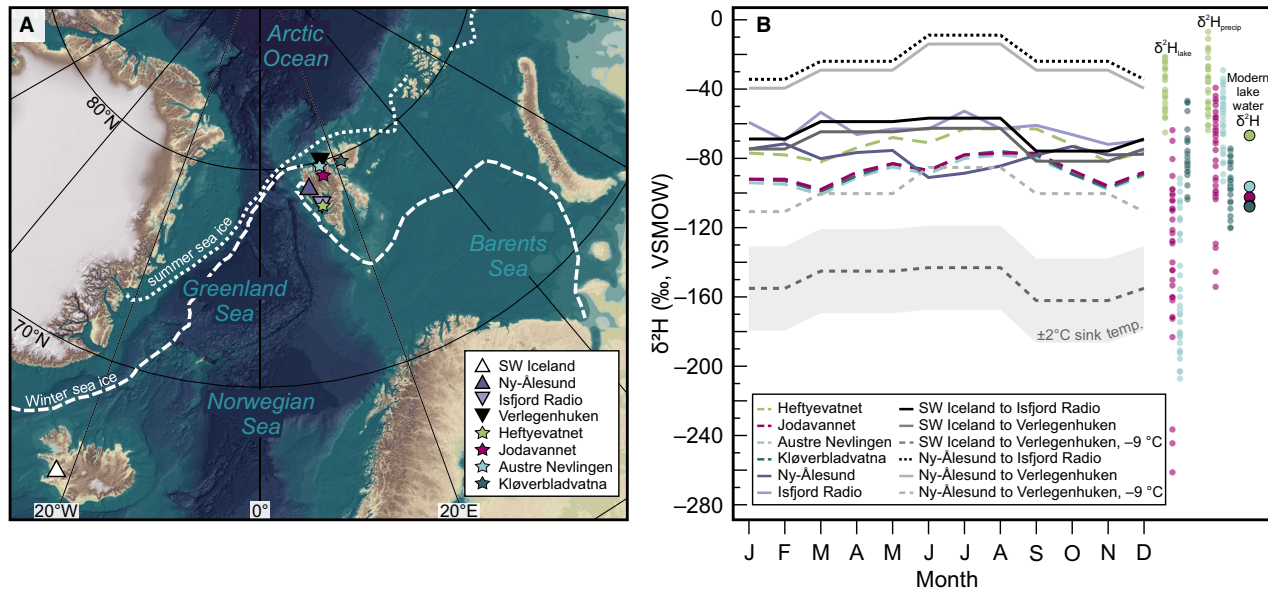 A
Arctic
Ocean
80°N
summer sea ice
Greenland
Sea
Barents
Sea
70°N
Winter sea ice
Norwegian
Sea
20°W
0°
20°E
SW Iceland
Ny-Ålesund
Isfjord Radio
Verlegenhuken
Heftyevatnet
Jodavannet
Austre Nevlingen
Kløverbladvatna
B
δ²H (‰, VSMOW)
0
−40
−80
−120
−160
−200
−240
−280
δ²Hlake
δ²Hprecip
Modern
lake
water
δ²H
±2°C sink temp.
Heftyevatnet
Jodavannet
Austre Nevlingen
Kløverbladvatna
Ny-Ålesund
Isfjord Radio
SW Iceland to Isfjord Radio
SW Iceland to Verlegenhuken
SW Iceland to Verlegenhuken, −9 °C
Ny-Ålesund to Isfjord Radio
Ny-Ålesund to Verlegenhuken
Ny-Ålesund to Verlegenhuken, −9 °C
J F M A M J J A S O N D
Month